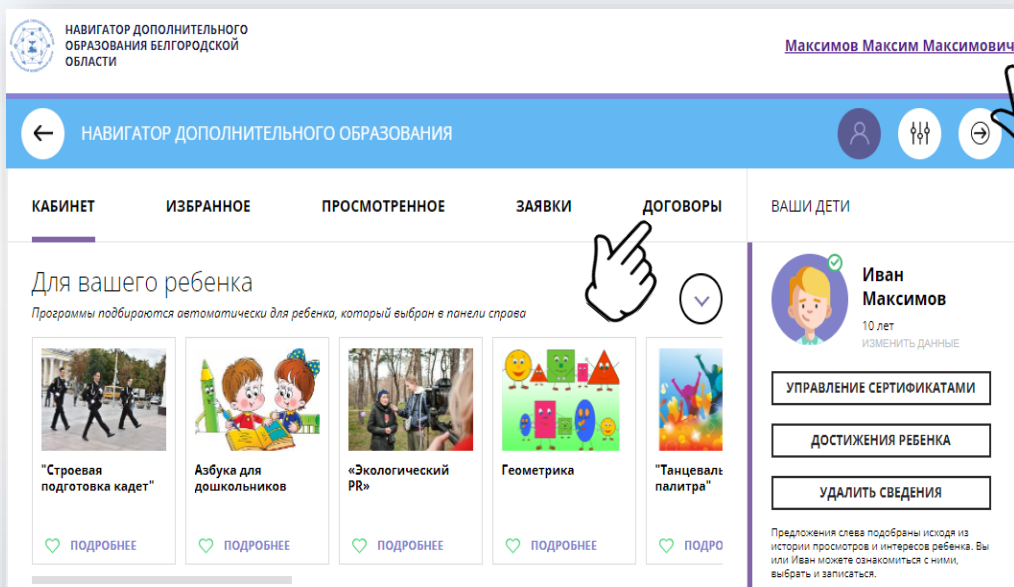 НАВИГАТОР ДОПОЛНИТЕЛЬНОГО
ОБРАЗОВАНИЯ БЕЛГОРОДСКОЙ
ОБЛАСТИ
Максимов Максим Максимович
НАВИГАТОР ДОПОЛНИТЕЛЬНОГО ОБРАЗОВАНИЯ
КАБИНЕТ ИЗБРАННОЕ ПРОСМОТРЕННОЕ ЗАЯВКИ ДОГОВОРЫ
Для вашего ребенка
Программы подбираются автоматически для ребенка, который выбран в панели справа
"Строевая
подготовка кадет"
ПОДРОБНЕЕ
Азбука для
дошкольников
ПОДРОБНЕЕ
«Экологический
PR»
ПОДРОБНЕЕ
Геометрика
ПОДРОБНЕЕ
"Танцеваль
палитра"
ПОДРО
ВАШИ ДЕТИ
Иван
Максимов
10 лет
ИЗМЕНИТЬ ДАННЫЕ
УПРАВЛЕНИЕ СЕРТИФИКАТАМИ
ДОСТИЖЕНИЯ РЕБЕНКА
УДАЛИТЬ СВЕДЕНИЯ
Предложения слева подобраны исходя из
истории просмотров и интересов ребенка. Вы
или Иван можете ознакомиться с ними,
выбрать и записаться.